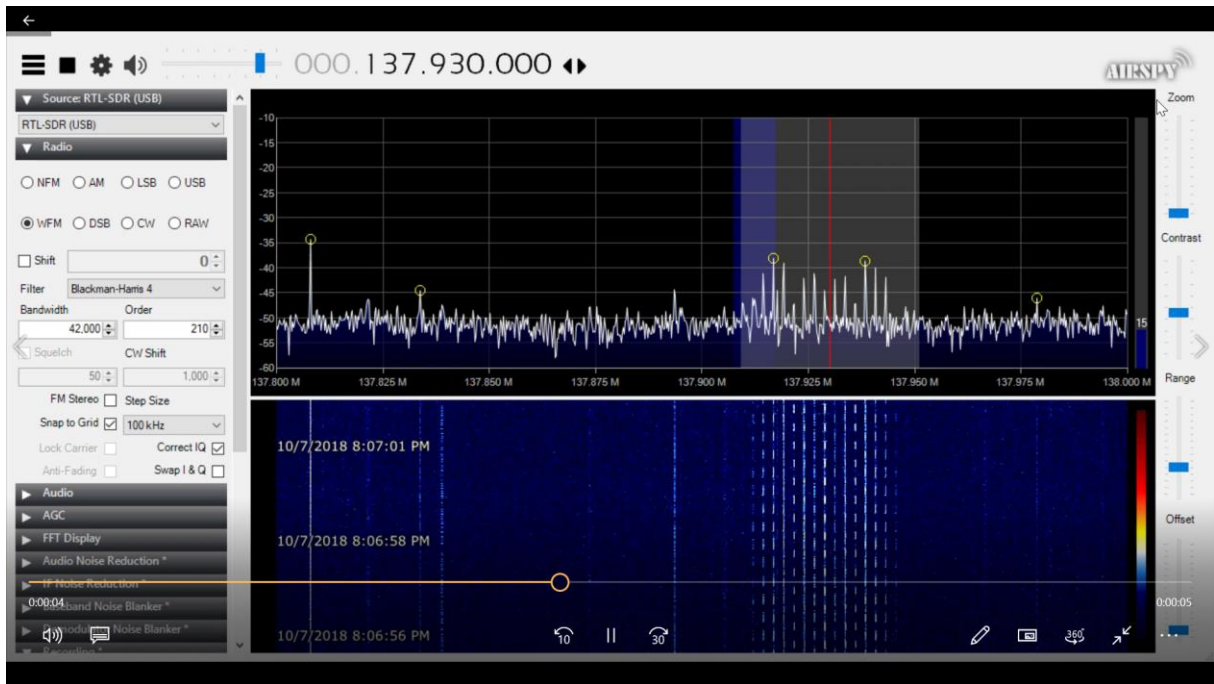 000.137.930.000
AIRSPY
Source: RTL-SDR (USB)
RTL-SDR (USB)
Radio
NFM AM LSB USB
WFM DSB CW RAW
Shift 0
Filter Blackman-Harris 4
Bandwidth Order
42,000 210
Squelch CW Shift
50 1,000
FM Stereo Step Size
Snap to Grid 100 kHz
Lock Carrier Correct IQ
Anti-Fading Swap I & Q
Audio
AGC
FFT Display
Audio Noise Reduction *
IF Noise Reduction *
Baseband Noise Blanker *
Demodulator Noise Blanker *
Recording *
-10
-15
-20
-25
-30
-35
-40
-45
-50
-55
-60
15
137.800 M 137.825 M 137.850 M 137.875 M 137.900 M 137.925 M 137.950 M 137.975 M 138.000 M
10/7/2018 8:07:01 PM
10/7/2018 8:06:58 PM
10/7/2018 8:06:56 PM
Zoom
Contrast
Range
Offset
0:00:04 0:00:05
10 30 360